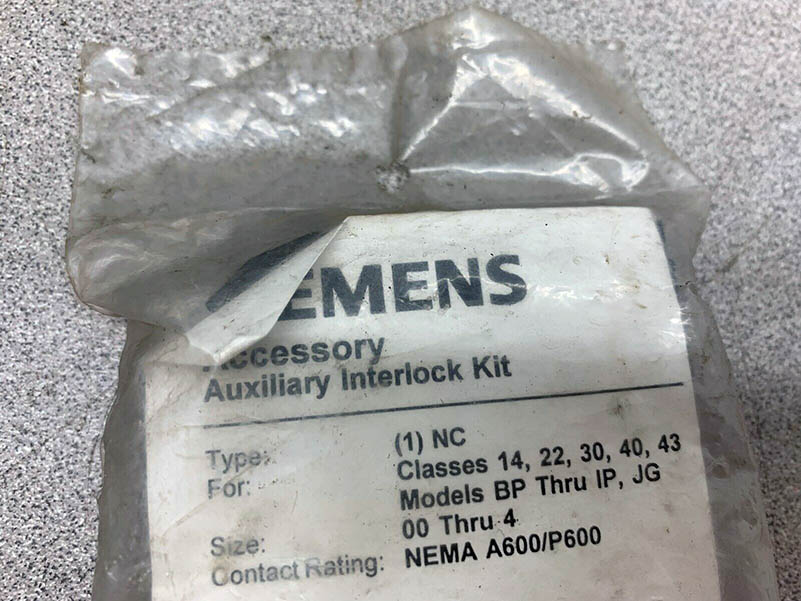 EMENS
Accessory
Auxiliary Interlock Kit
Type: (1) NC
For: Classes 14, 22, 30, 40, 43
Models BP Thru IP, JG
Size: 00 Thru 4
Contact Rating: NEMA A600/P600